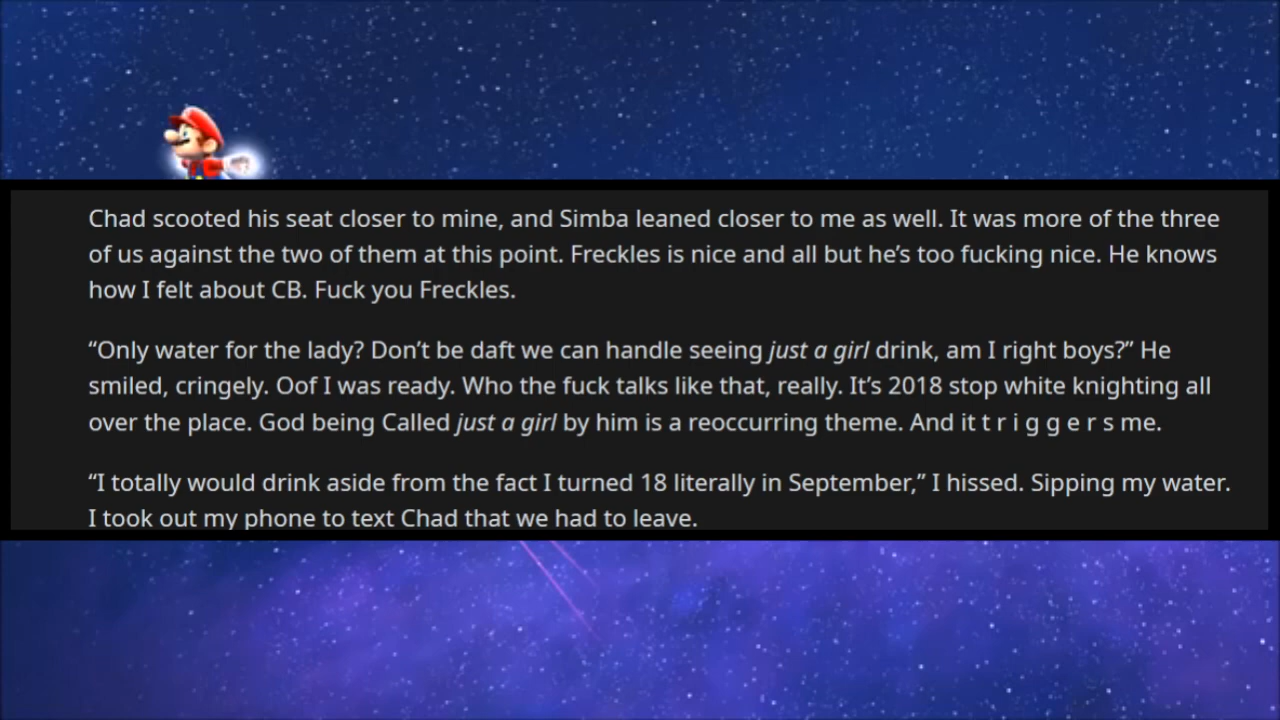 Chad scooted his seat closer to mine, and Simba leaned closer to me as well. It was more of the three
of us against the two of them at this point. Freckles is nice and all but he’s too fucking nice. He knows
how I felt about CB. Fuck you Freckles.
“Only water for the lady? Don’t be daft we can handle seeing just a girl drink, am I right boys?” He
smiled, cringely. Oof I was ready. Who the fuck talks like that, really. It’s 2018 stop white knighting all
over the place. God being Called just a girl by him is a reoccurring theme. And it t r i g g e r s me.
“I totally would drink aside from the fact I turned 18 literally in September,” I hissed. Sipping my water.
I took out my phone to text Chad that we had to leave.